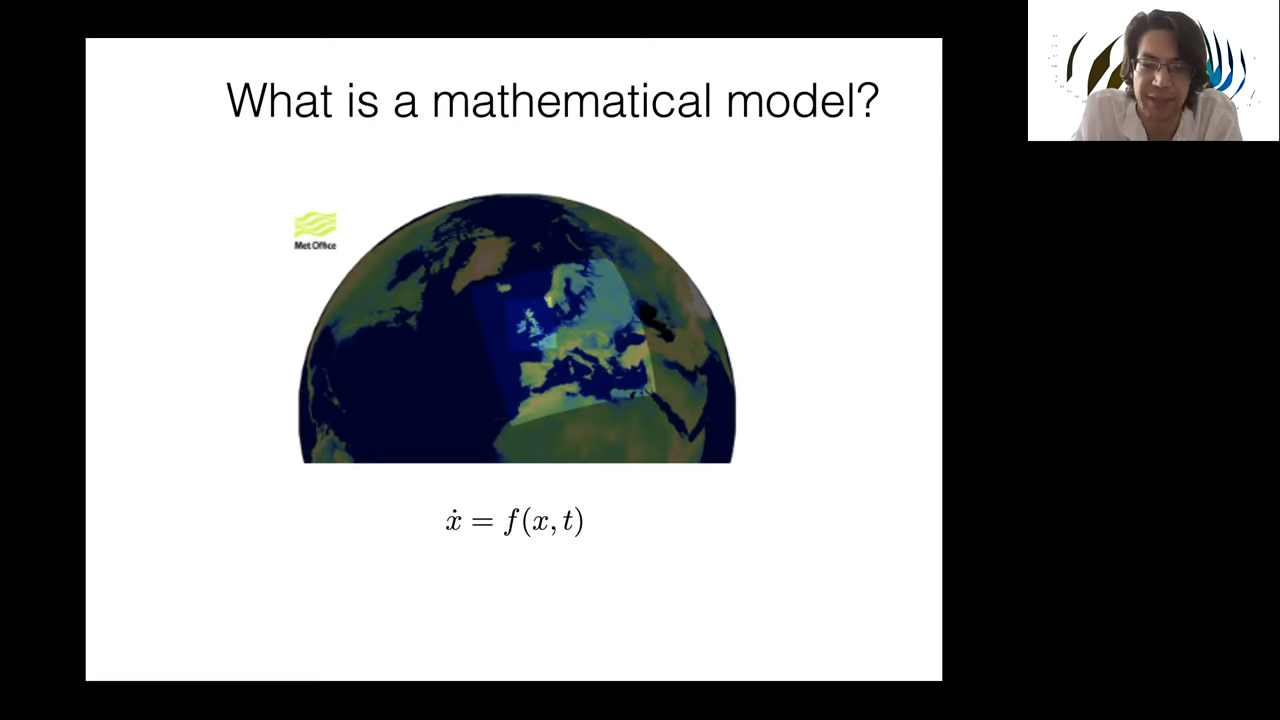 What is a mathematical model?
Met Office
ẋ = f(x, t)